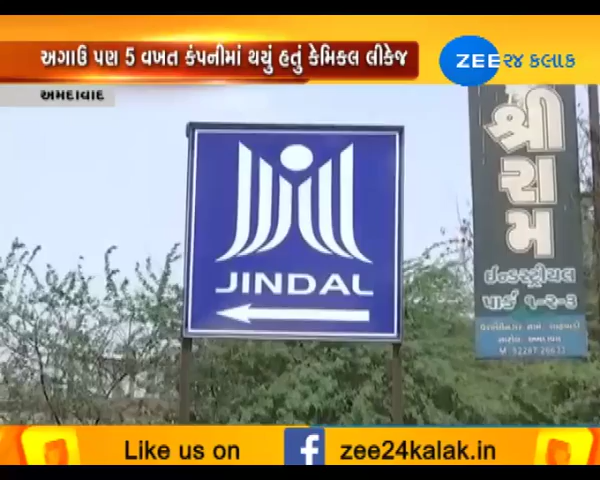 અગાઉ પણ 5 વખત કંપનીમાં થયું હતું કેમિકલ લીકેજ
ZEE ૨૪ કલાક
અમદાવાદ
JINDAL
શ્રી
રામ
ઈન્ડસ્ટ્રીયલ
પાર્ક ૧-૨-૩
Like us on f zee24kalak.in